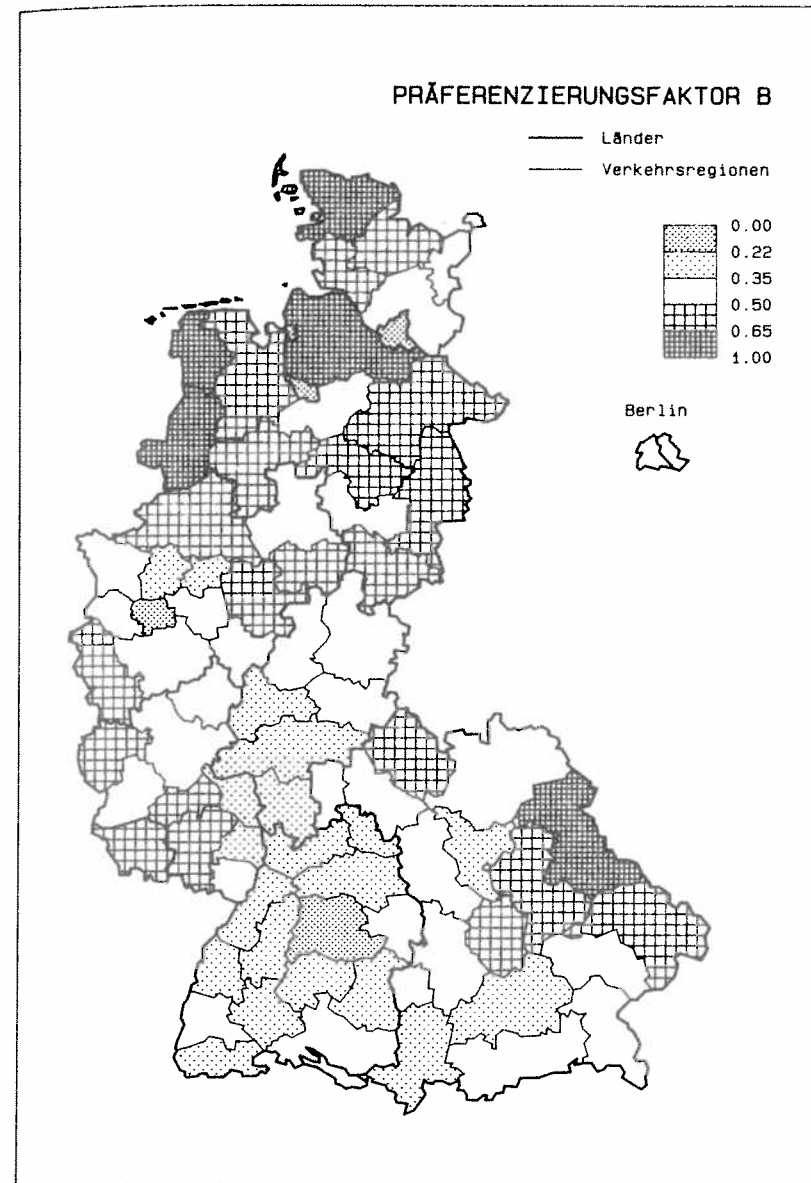 PRÄFERENZIERUNGSFAKTOR B
Länder
Verkehrsregionen
0.00
0.22
0.35
0.50
0.65
1.00
Berlin